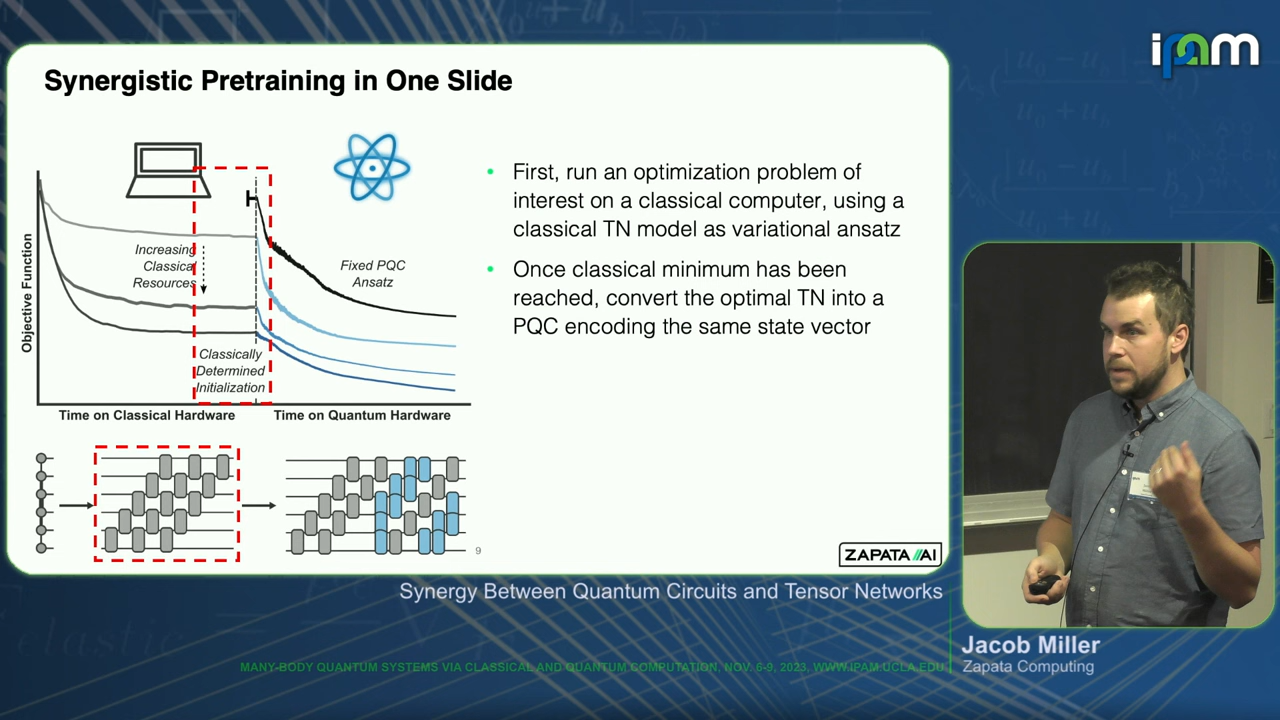 ipam
Synergistic Pretraining in One Slide
Objective Function
Increasing
Classical
Resources
Fixed PQC
Ansatz
Classically
Determined
Initialization
Time on Classical Hardware
Time on Quantum Hardware
• First, run an optimization problem of
interest on a classical computer, using a
classical TN model as variational ansatz
• Once classical minimum has been
reached, convert the optimal TN into a
PQC encoding the same state vector
9
ZAPATA//AI
Synergy Between Quantum Circuits and Tensor Networks
Jacob Miller
Zapata Computing
MANY-BODY QUANTUM SYSTEMS VIA CLASSICAL AND QUANTUM COMPUTATION, NOV. 6-9, 2023, WWW.IPAM.UCLA.EDU
elastic